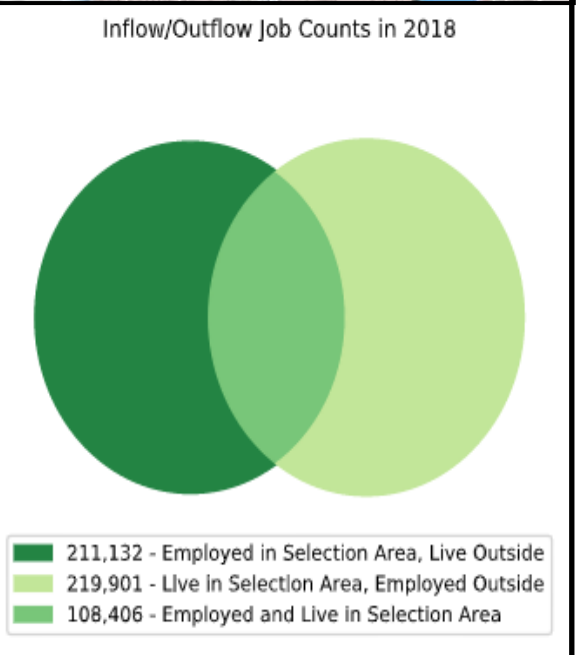 Inflow/Outflow Job Counts in 2018
211,132 - Employed in Selection Area, Live Outside
219,901 - Live in Selection Area, Employed Outside
108,406 - Employed and Live in Selection Area